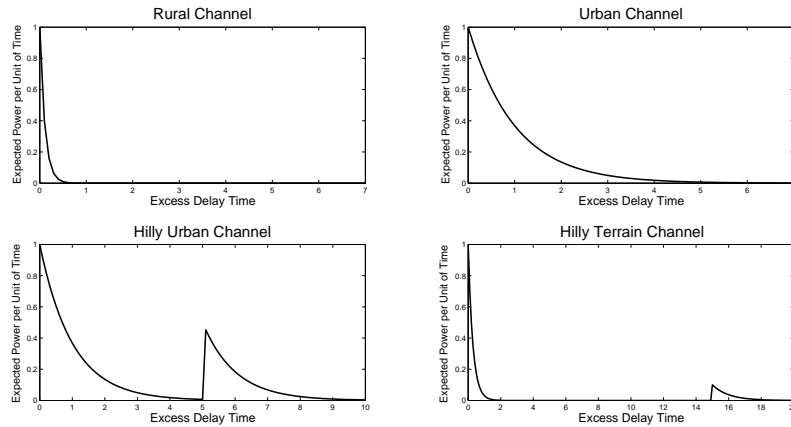 Rural Channel
Expected Power per Unit of Time
1
0.8
0.6
0.4
0.2
0
0 1 2 3 4 5 6 7
Excess Delay Time
Urban Channel
Expected Power per Unit of Time
1
0.8
0.6
0.4
0.2
0
0 1 2 3 4 5 6
Excess Delay Time
Hilly Urban Channel
Expected Power per Unit of Time
1
0.8
0.6
0.4
0.2
0
0 1 2 3 4 5 6 7 8 9 10
Excess Delay Time
Hilly Terrain Channel
Expected Power per Unit of Time
1
0.8
0.6
0.4
0.2
0
0 2 4 6 8 10 12 14 16 18 20
Excess Delay Time